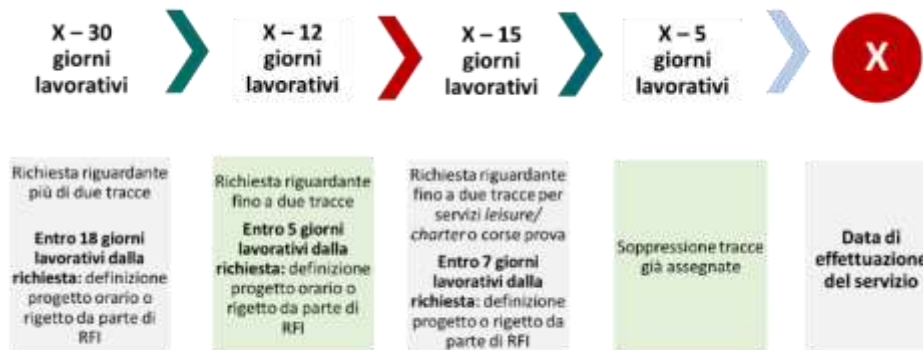 X – 30
giorni
lavorativi
X – 12
giorni
lavorativi
X – 15
giorni
lavorativi
X – 5
giorni
lavorativi
X
Richiesta riguardante
più di due tracce
Entro 18 giorni
lavorativi dalla
richiesta: definizione
progetto orario o
rigetto da parte di
RFI
Richiesta riguardante
fino a due tracce
Entro 5 giorni
lavorativi dalla
richiesta: definizione
progetto orario o
rigetto da parte di
RFI
Richiesta riguardante
fino a due tracce per
servizi leisure/
charter o corse prova
Entro 7 giorni
lavorativi dalla
richiesta: definizione
progetto o rigetto da
parte di RFI
Soppressione tracce
già assegnate
Data di
effettuazione
del servizio